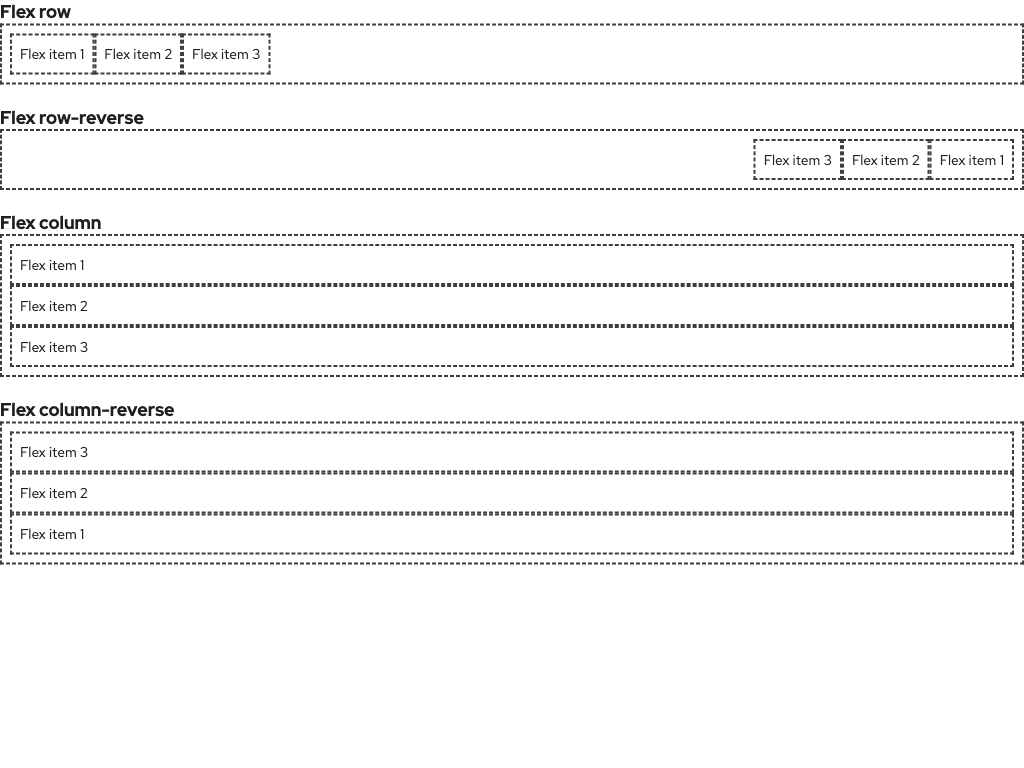 Flex row
Flex item 1 Flex item 2 Flex item 3
Flex row-reverse
Flex item 3 Flex item 2 Flex item 1
Flex column
Flex item 1
Flex item 2
Flex item 3
Flex column-reverse
Flex item 3
Flex item 2
Flex item 1